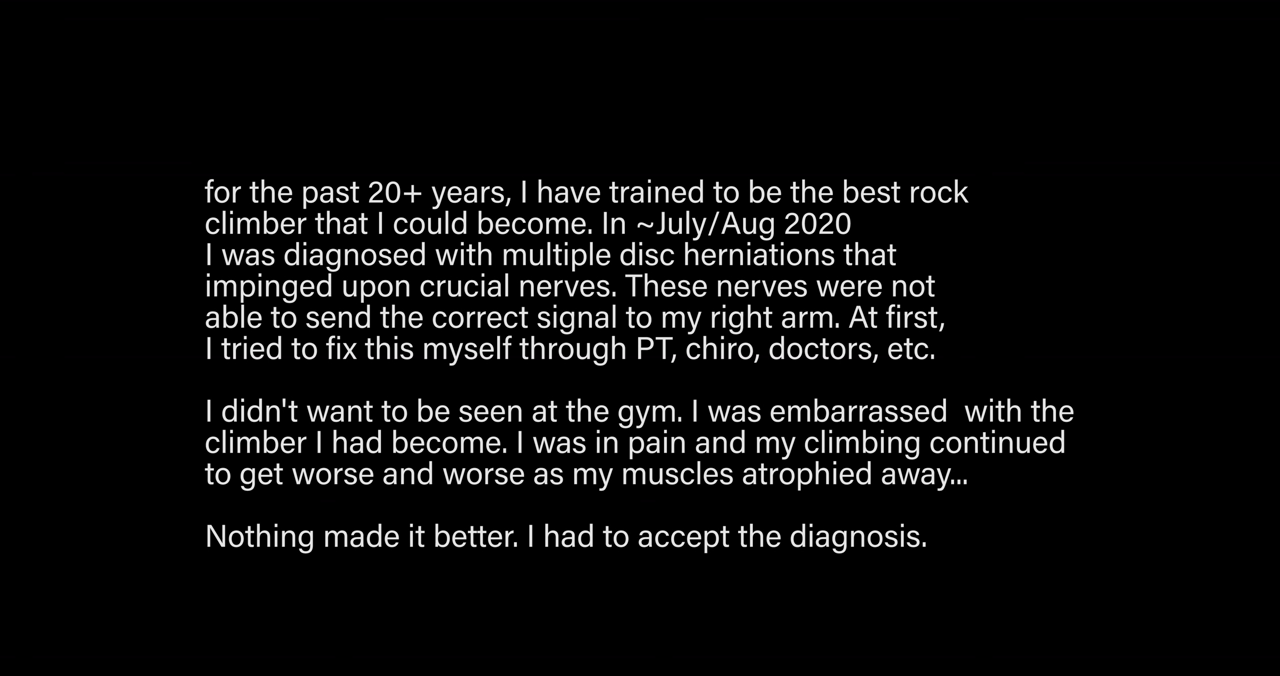 for the past 20+ years, I have trained to be the best rock
climber that I could become. In ~July/Aug 2020
I was diagnosed with multiple disc herniations that
impinged upon crucial nerves. These nerves were not
able to send the correct signal to my right arm. At first,
I tried to fix this myself through PT, chiro, doctors, etc.
I didn't want to be seen at the gym. I was embarrassed  with the
climber I had become. I was in pain and my climbing continued
to get worse and worse as my muscles atrophied away...
Nothing made it better. I had to accept the diagnosis.